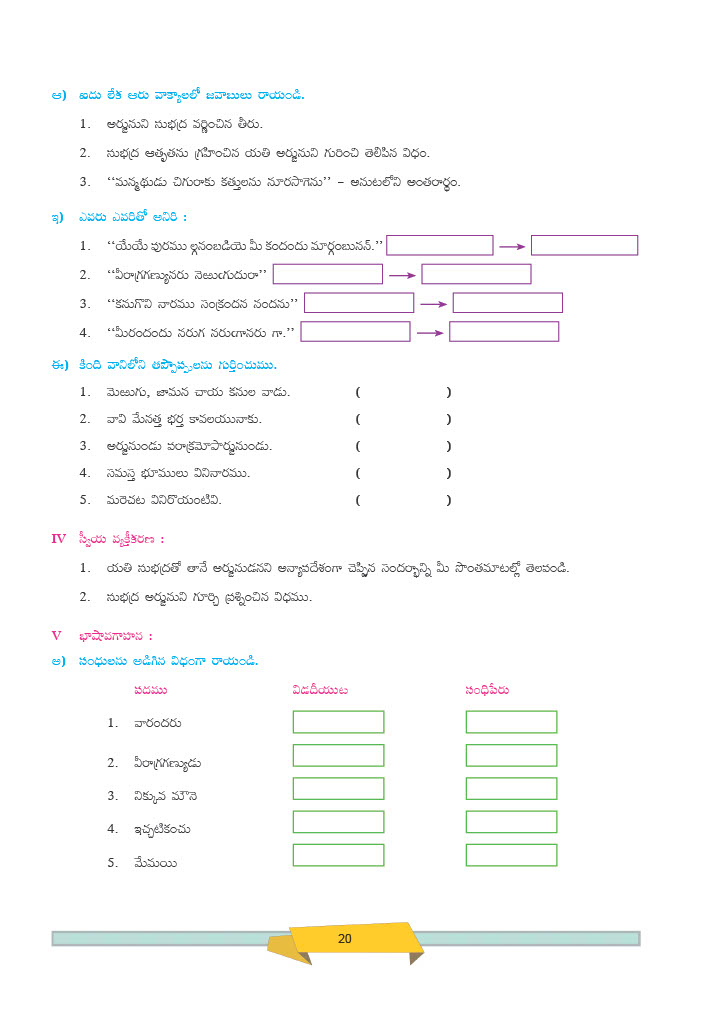 ఆ) ఐదు లేక ఆరు వాక్యాలలో జవాబులు రాయండి.
1. అర్జునుని సుభద్ర వర్ణించిన తీరు.
2. సుభద్ర ఆతృతను గ్రహించిన యతి అర్జునుని గురించి తెలిపిన విధం.
3. ‘‘మన్మథుడు చిగురాకు కత్తులను నూరసాగెను’’ – అనుటలోని అంతరార్థం.
ఇ) ఎవరు ఎవరితో అనిరి :
1. ‘‘యేయే పురము ల్గనంబడియె మీ కందందు మార్గంబునన్.’’
2. ‘‘వీరాగ్రగణ్యునరు నెఱుఁగుదురా’’
3. ‘‘కనుగొని నారము సంక్రందన నందను’’
4. ‘‘మీరందందు నరుగ నరుఁగానరు గా.’’
ఈ) కింది వానిలోని తప్పొప్పులను గుర్తించుము.
1. మెఱుగు, జామన చాయ కనుల వాడు. ( )
2. వావి మేనత్త భర్త కావలయునాకు. ( )
3. అర్జునుండు పరాక్రమోపార్జునుండు. ( )
4. సెమస్త భూములు వినినారము. ( )
5. మరెచట వినిరొయంటివి. ( )
IV స్వీయ వ్యక్తీకరణ :
1. యతి సుభద్రతో తానే అర్జునుడనని అన్యాపదేశంగా చెప్పిన సందర్భాన్ని మీ సొంతమాటల్లో తెలపండి.
2. సుభద్ర అర్జునుని గూర్చి ప్రశ్నించిన విధము.
V భాషావగాహన :
అ) సంధులను అడిగిన విధంగా రాయండి.
పదము విడదీయుట సంధిపేరు
1. వారందరు
2. వీరాగ్రగణ్యుడు
3. నిక్కువ మౌనె
4. ఇచ్చటికంచు
5. మేమయి
20